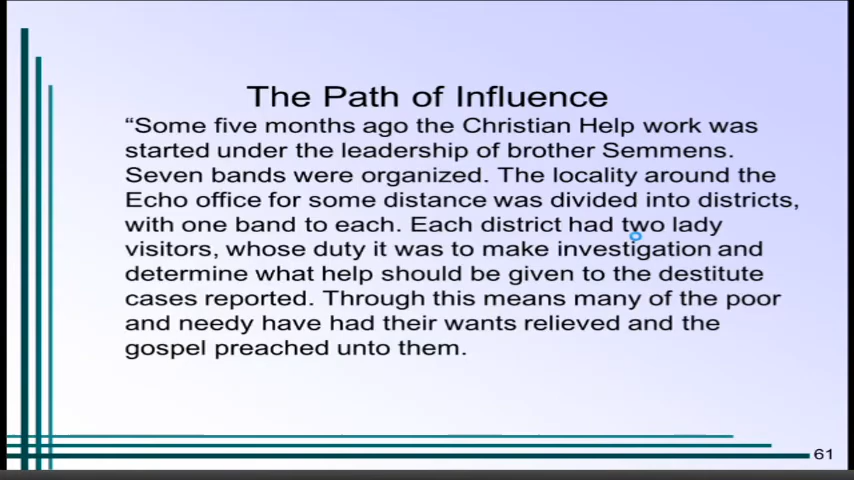 The Path of Influence
“Some five months ago the Christian Help work was
started under the leadership of brother Semmens.
Seven bands were organized. The locality around the
Echo office for some distance was divided into districts,
with one band to each. Each district had two lady
visitors, whose duty it was to make investigation and
determine what help should be given to the destitute
cases reported. Through this means many of the poor
and needy have had their wants relieved and the
gospel preached unto them.
61